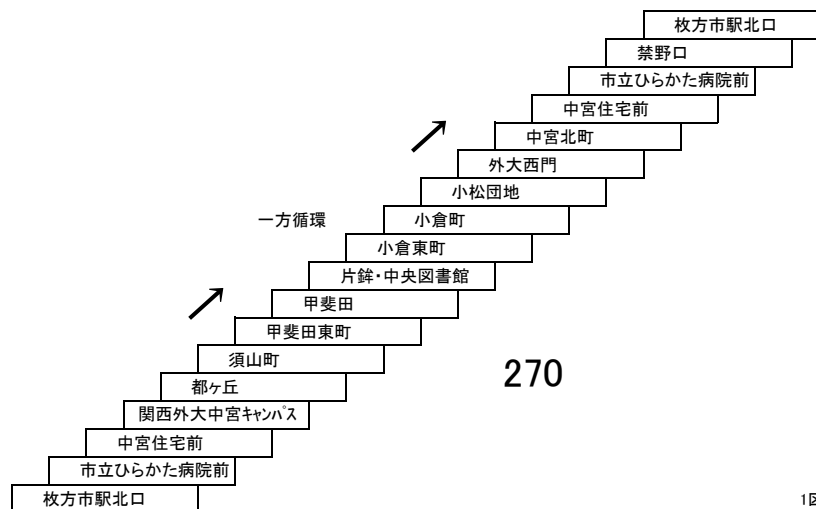 枚方市駅北口
禁野口
市立ひらかた病院前
中宮住宅前
中宮北町
外大西門
小松団地
一方循環
小倉町
小倉東町
片鉾・中央図書館
甲斐田
甲斐田東町
須山町
270
都ヶ丘
関西外大中宮ｷｬﾝﾊﾟｽ
中宮住宅前
市立ひらかた病院前
枚方市駅北口
1区